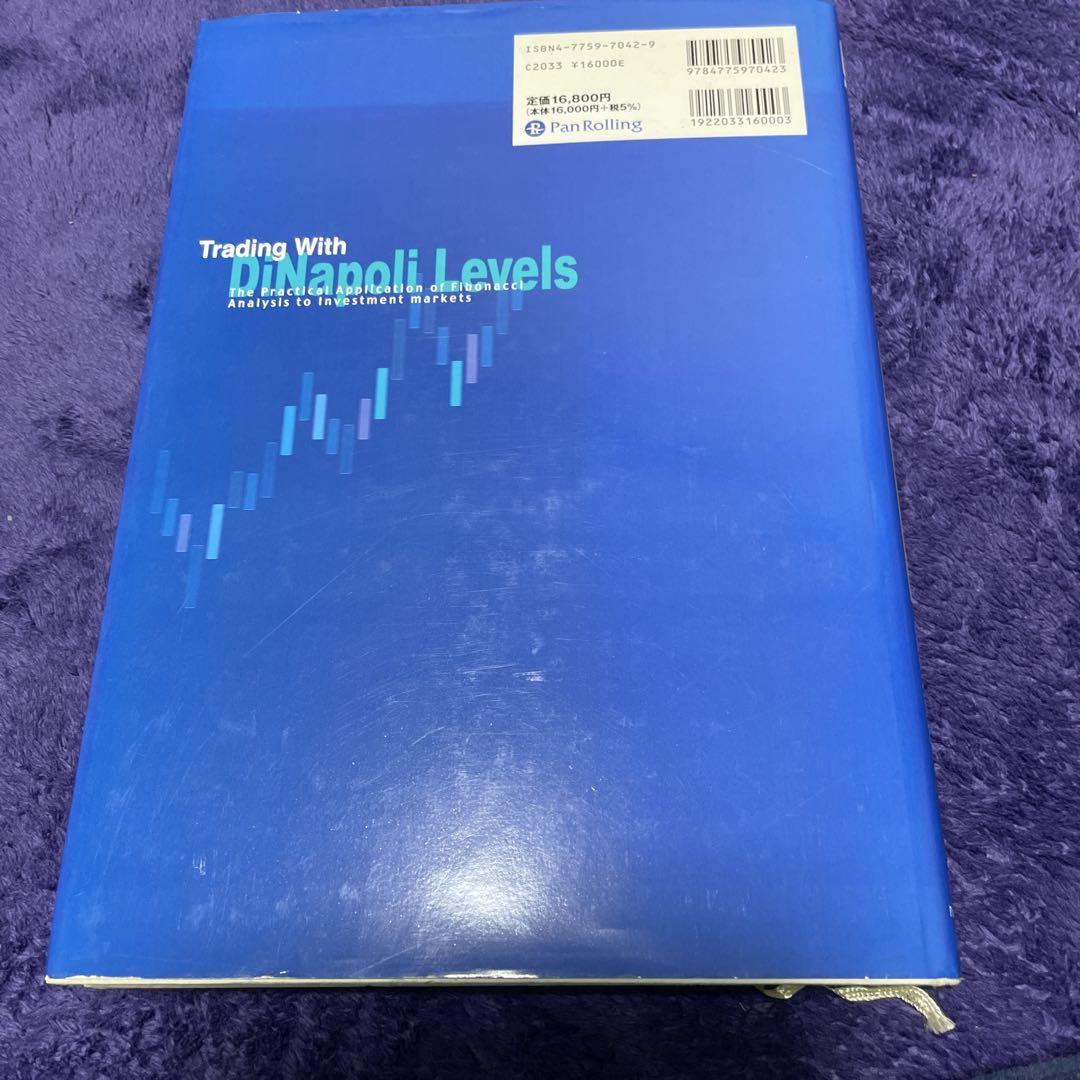 ISBN4-7759-7042-9
C2033 ¥16000E
定価16,800円
(本体16,000円+税5%)
PanRolling
9784775970423
1922033160003
Trading With
DiNapoli Levels
The Practical Application of Fibonacci
Analysis to Investment markets